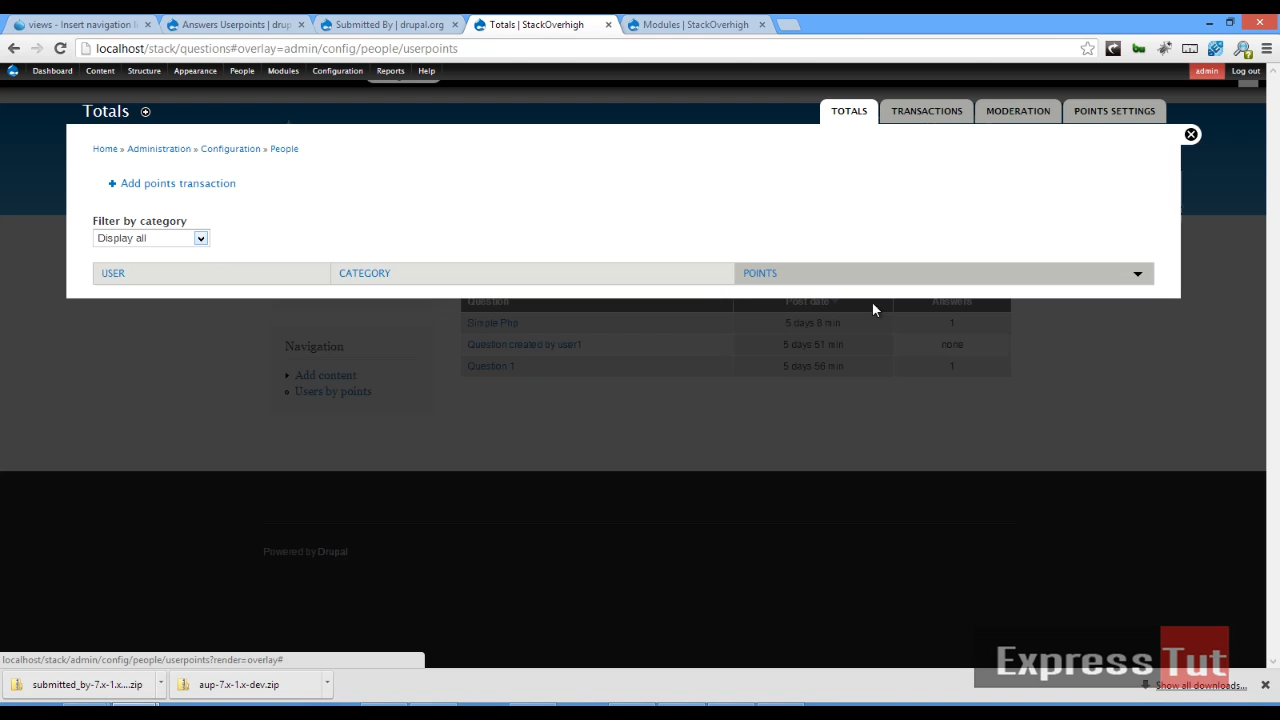 views - Insert navigation li
Answers Userpoints | drup
Submitted By | drupal.org
Totals | StackOverhigh
Modules | StackOverhigh
localhost/stack/questions#overlay=admin/config/people/userpoints
Dashboard Content Structure Appearance People Modules Configuration Reports Help admin Log out
Totals
TOTALS TRANSACTIONS MODERATION POINTS SETTINGS
Home » Administration » Configuration » People
Add points transaction
Filter by category
Display all
USER CATEGORY POINTS
Question Post date Answers
Simple Php 5 days 8 min 1
Question created by user1 5 days 51 min none
Question 1 5 days 56 min 1
Navigation
Add content
Users by points
Powered by Drupal
localhost/stack/admin/config/people/userpoints?render=overlay#
Express Tut
submitted_by-7.x-1.x....zip
aup-7.x-1.x-dev.zip
Show all downloads...